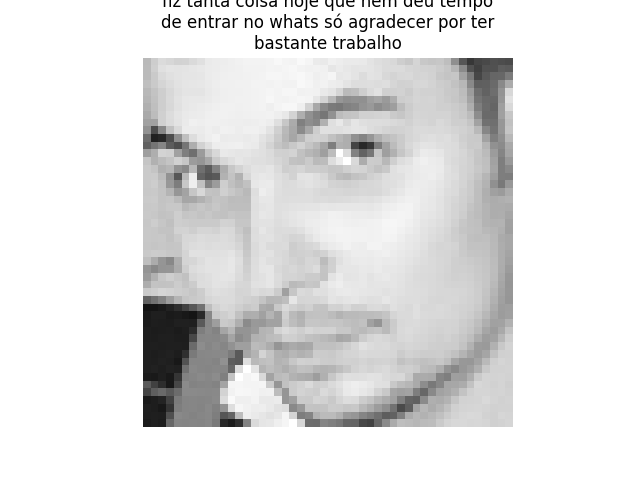 fiz tanta coisa hoje que nem deu tempo
de entrar no whats só agradecer por ter
bastante trabalho